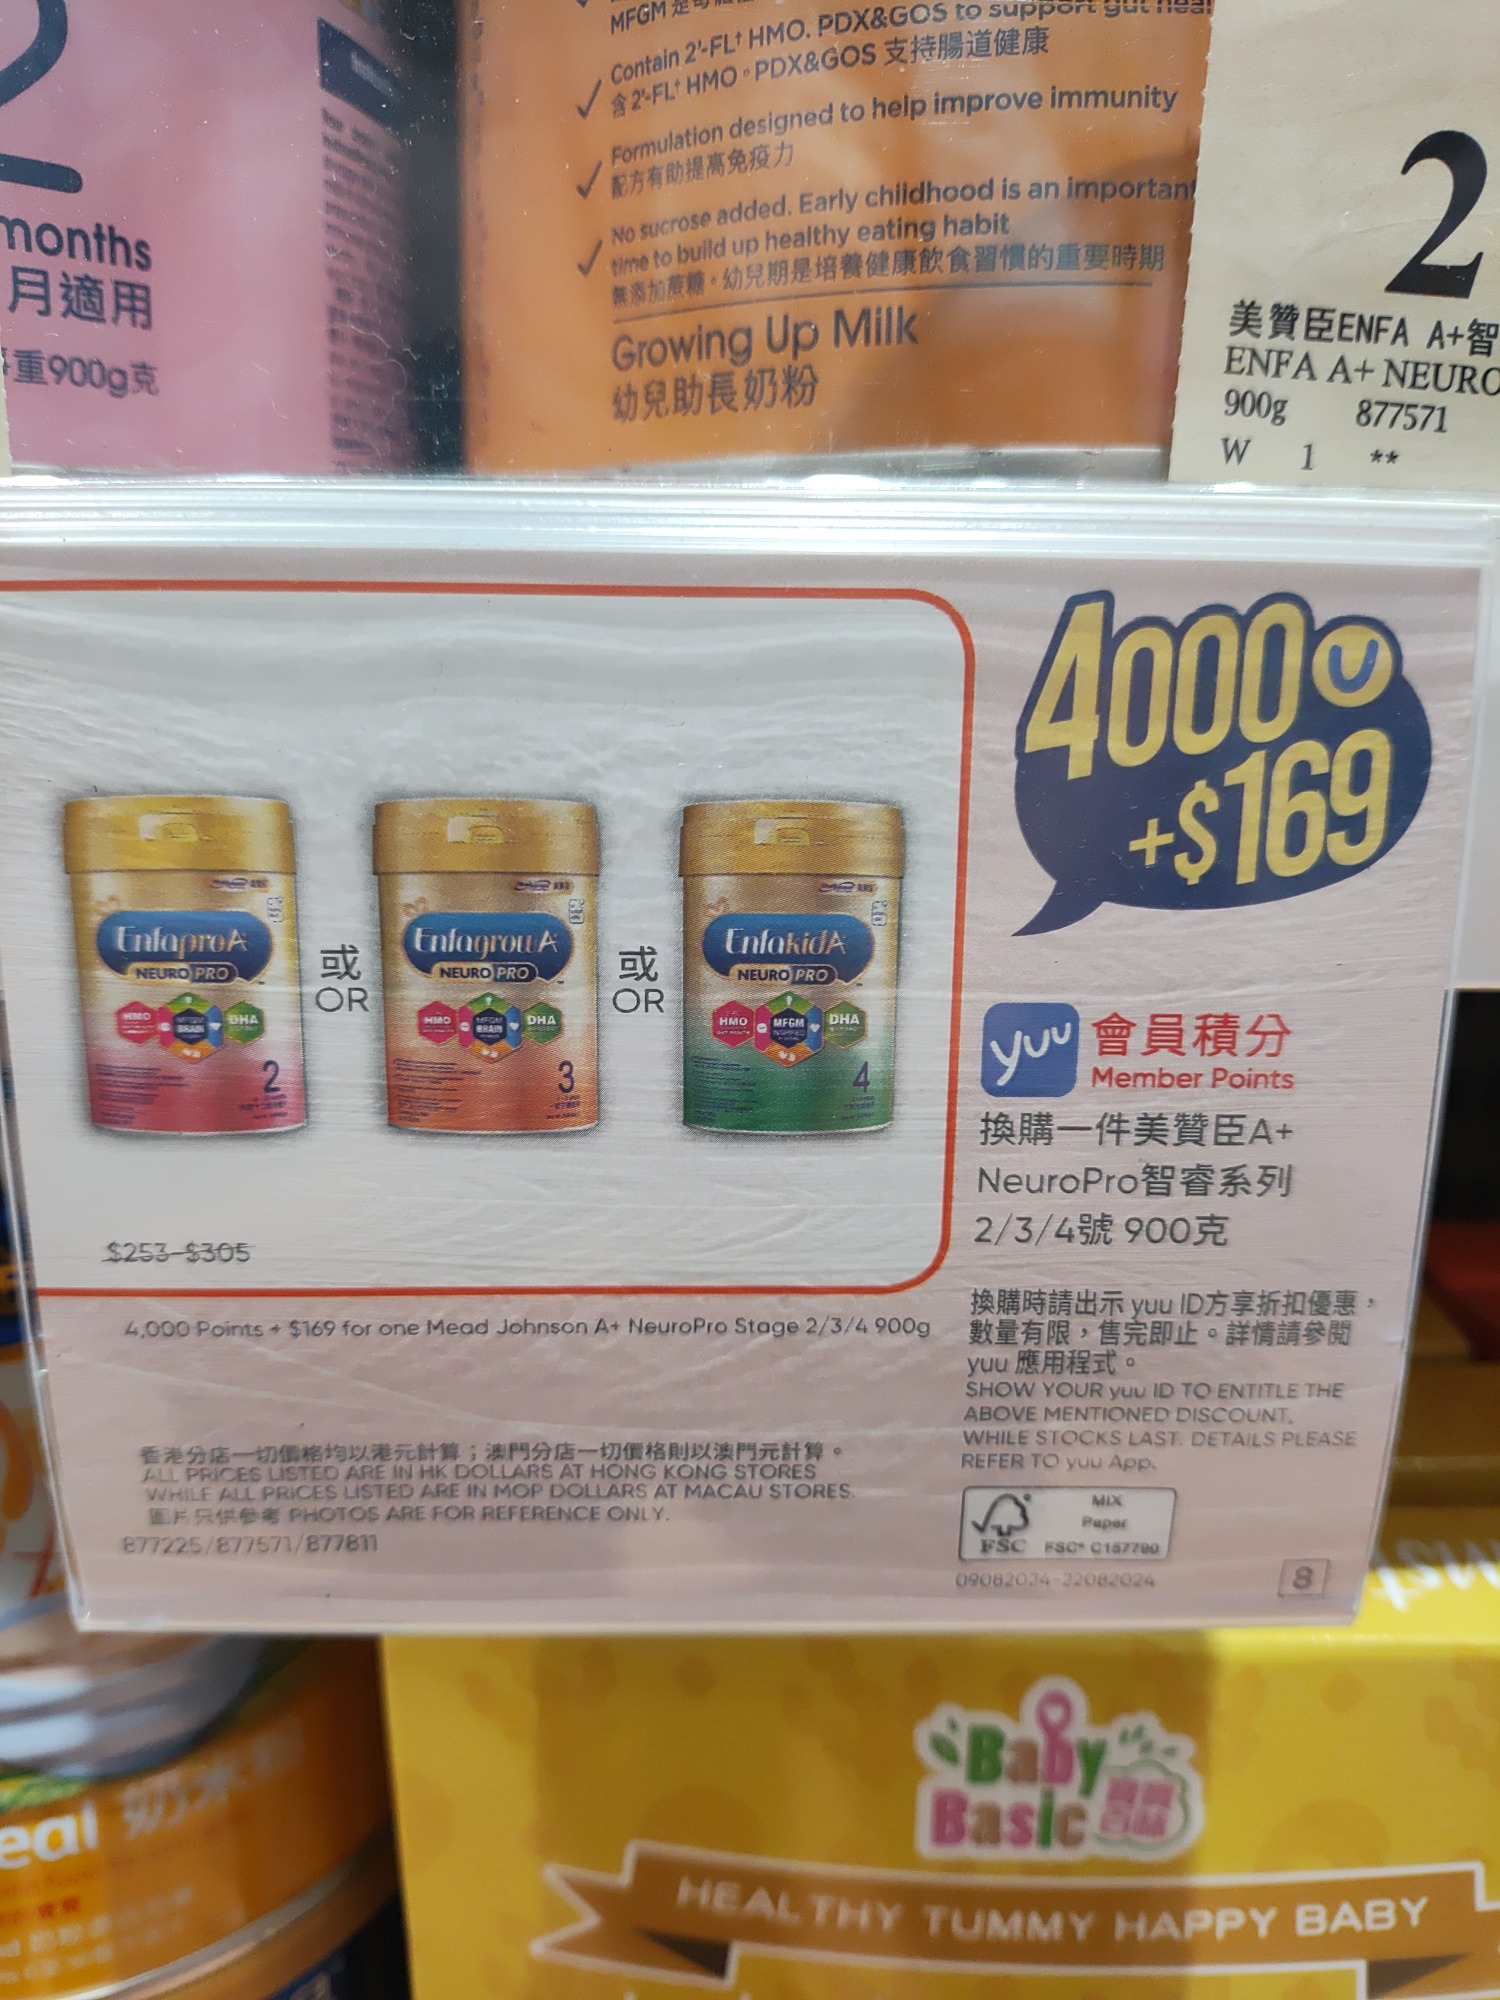 2
months
月適用
重900g克
Contain 2'-FL† HMO. PDX&GOS to support gut
含 2'-FL† HMO。PDX&GOS 支持腸道健康
Formulation designed to help improve immunity
配方有助提高免疫力
No sucrose added. Early childhood is an important
time to build up healthy eating habit
無添加蔗糖。幼兒期是培養健康飲食習慣的重要時期
Growing Up Milk
幼兒助長奶粉
2
美贊臣ENFA A+智
ENFA A+ NEURO
900g 877571
W 1 **
4000 U
+$169
EnfaproA+
NEUROPRO
HMO
MFGM
BRAIN
DHA
2
或
OR
EnfagrowA+
NEUROPRO
HMO
MFGM
BRAIN
DHA
3
或
OR
EnfakidA+
NEUROPRO
HMO
MFGM
DHA
4
$253-$305
yuu 會員積分
Member Points
換購一件美贊臣A+
NeuroPro智睿系列
2/3/4號 900克
4,000 Points + $169 for one Mead Johnson A+ NeuroPro Stage 2/3/4 900g
換購時請出示 yuu ID方享折扣優惠，
數量有限，售完即止。詳情請參閱
yuu 應用程式。
SHOW YOUR yuu ID TO ENTITLE THE
ABOVE MENTIONED DISCOUNT.
WHILE STOCKS LAST. DETAILS PLEASE
REFER TO yuu App.
香港分店一切價格均以港元計算；澳門分店一切價格則以澳門元計算。
ALL PRICES LISTED ARE IN HK DOLLARS AT HONG KONG STORES
WHILE ALL PRICES LISTED ARE IN MOP DOLLARS AT MACAU STORES.
圖片只供參考 PHOTOS ARE FOR REFERENCE ONLY.
877225/877571/877811
FSC
MIX
Paper
FSC® C157790
09082024-22082024
8
Baby
Basic
HEALTHY TUMMY HAPPY BABY